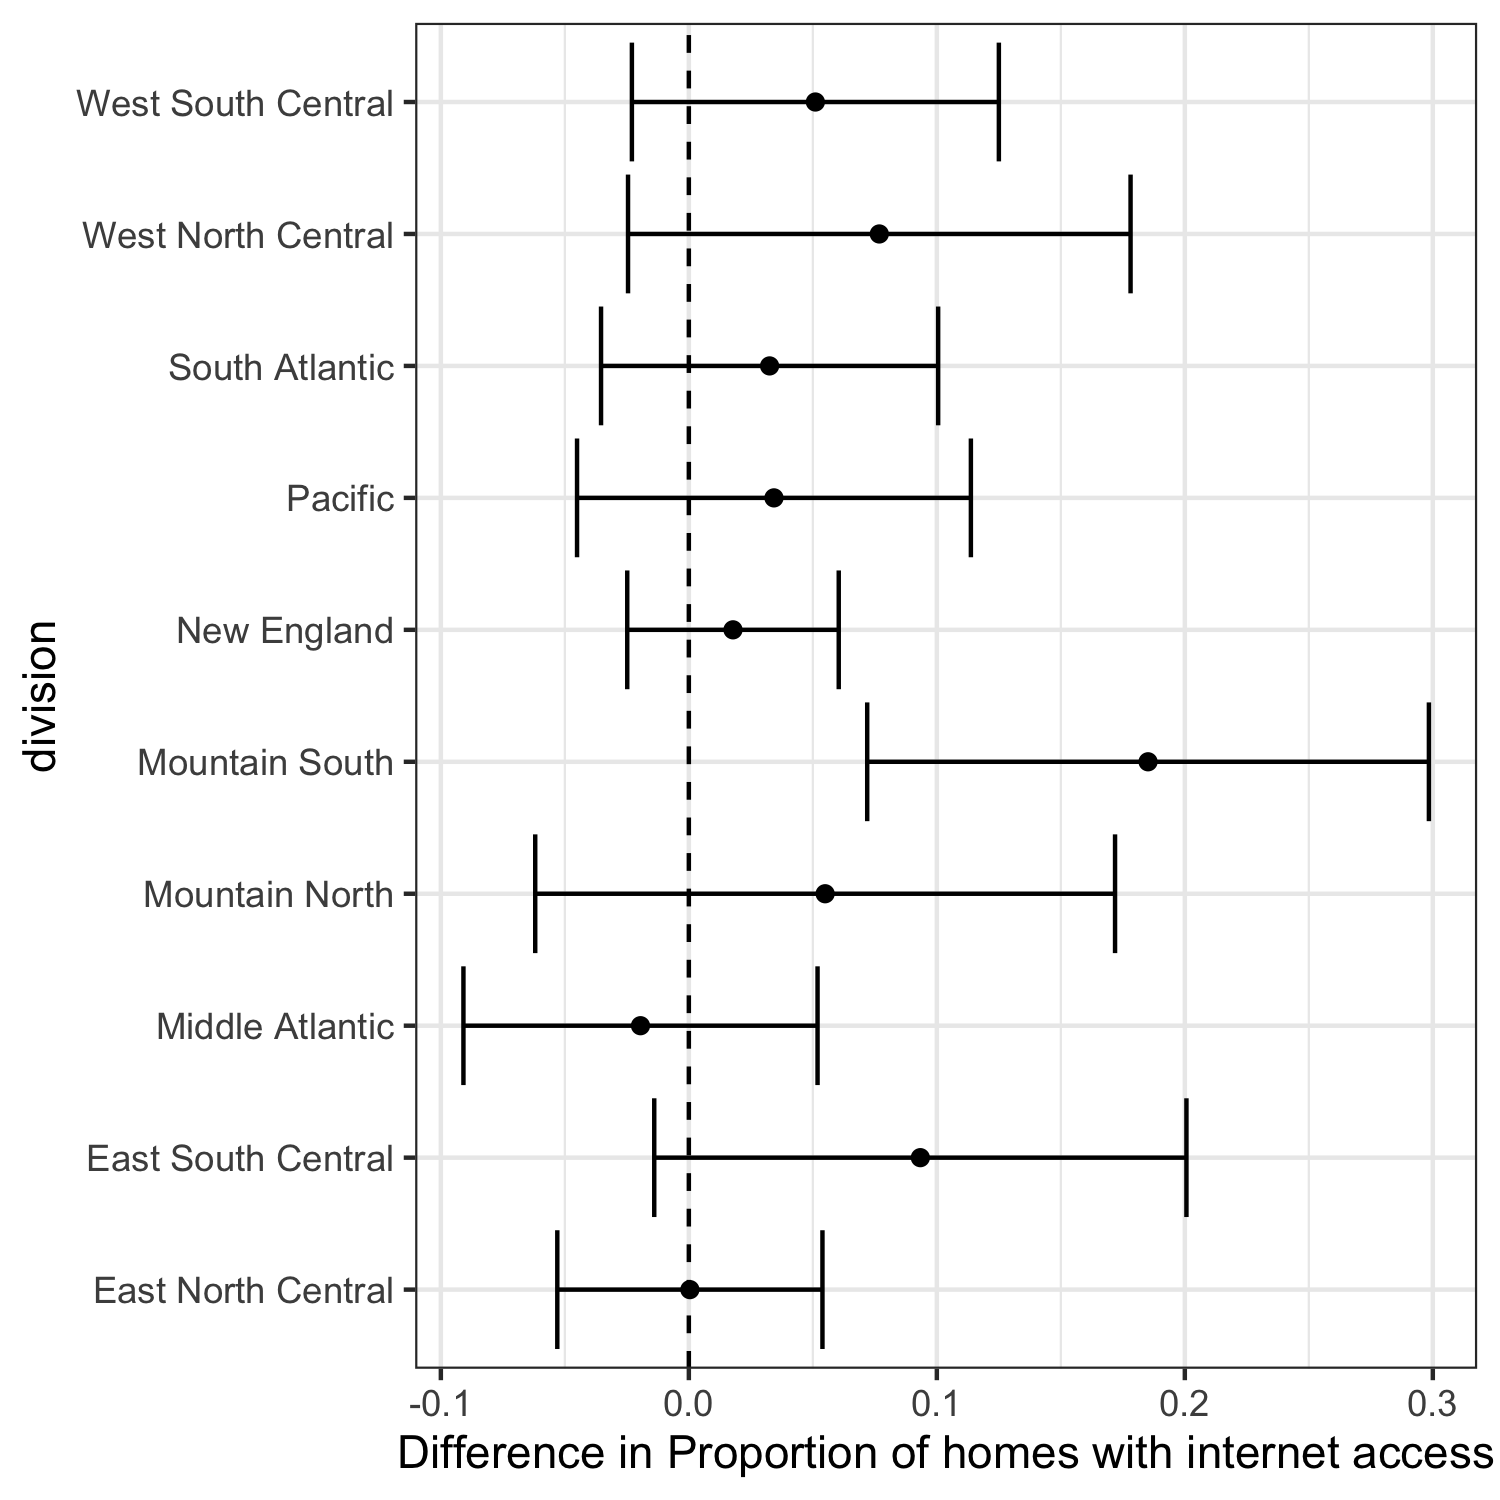 West South Central
West North Central
South Atlantic
Pacific
New England
division
Mountain South
Mountain North
Middle Atlantic
East South Central
East North Central
-0.1 0.0 0.1 0.2 0.3
Difference in Proportion of homes with internet access